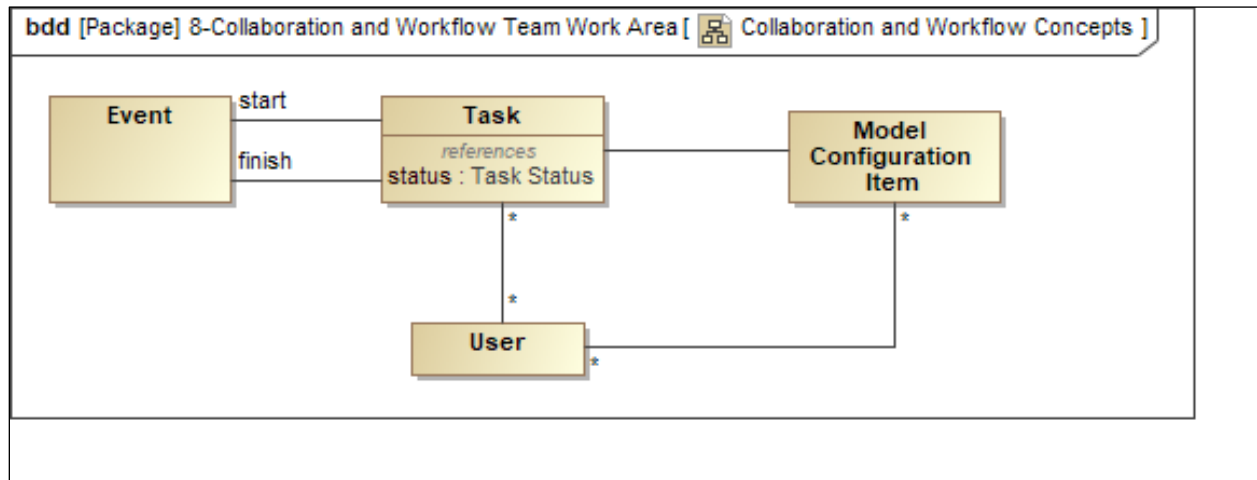 bdd [Package] 8-Collaboration and Workflow Team Work Area [ Collaboration and Workflow Concepts ]
Event
start
finish
Task
references
status : Task Status
Model
Configuration
Item
*
*
*
User
*